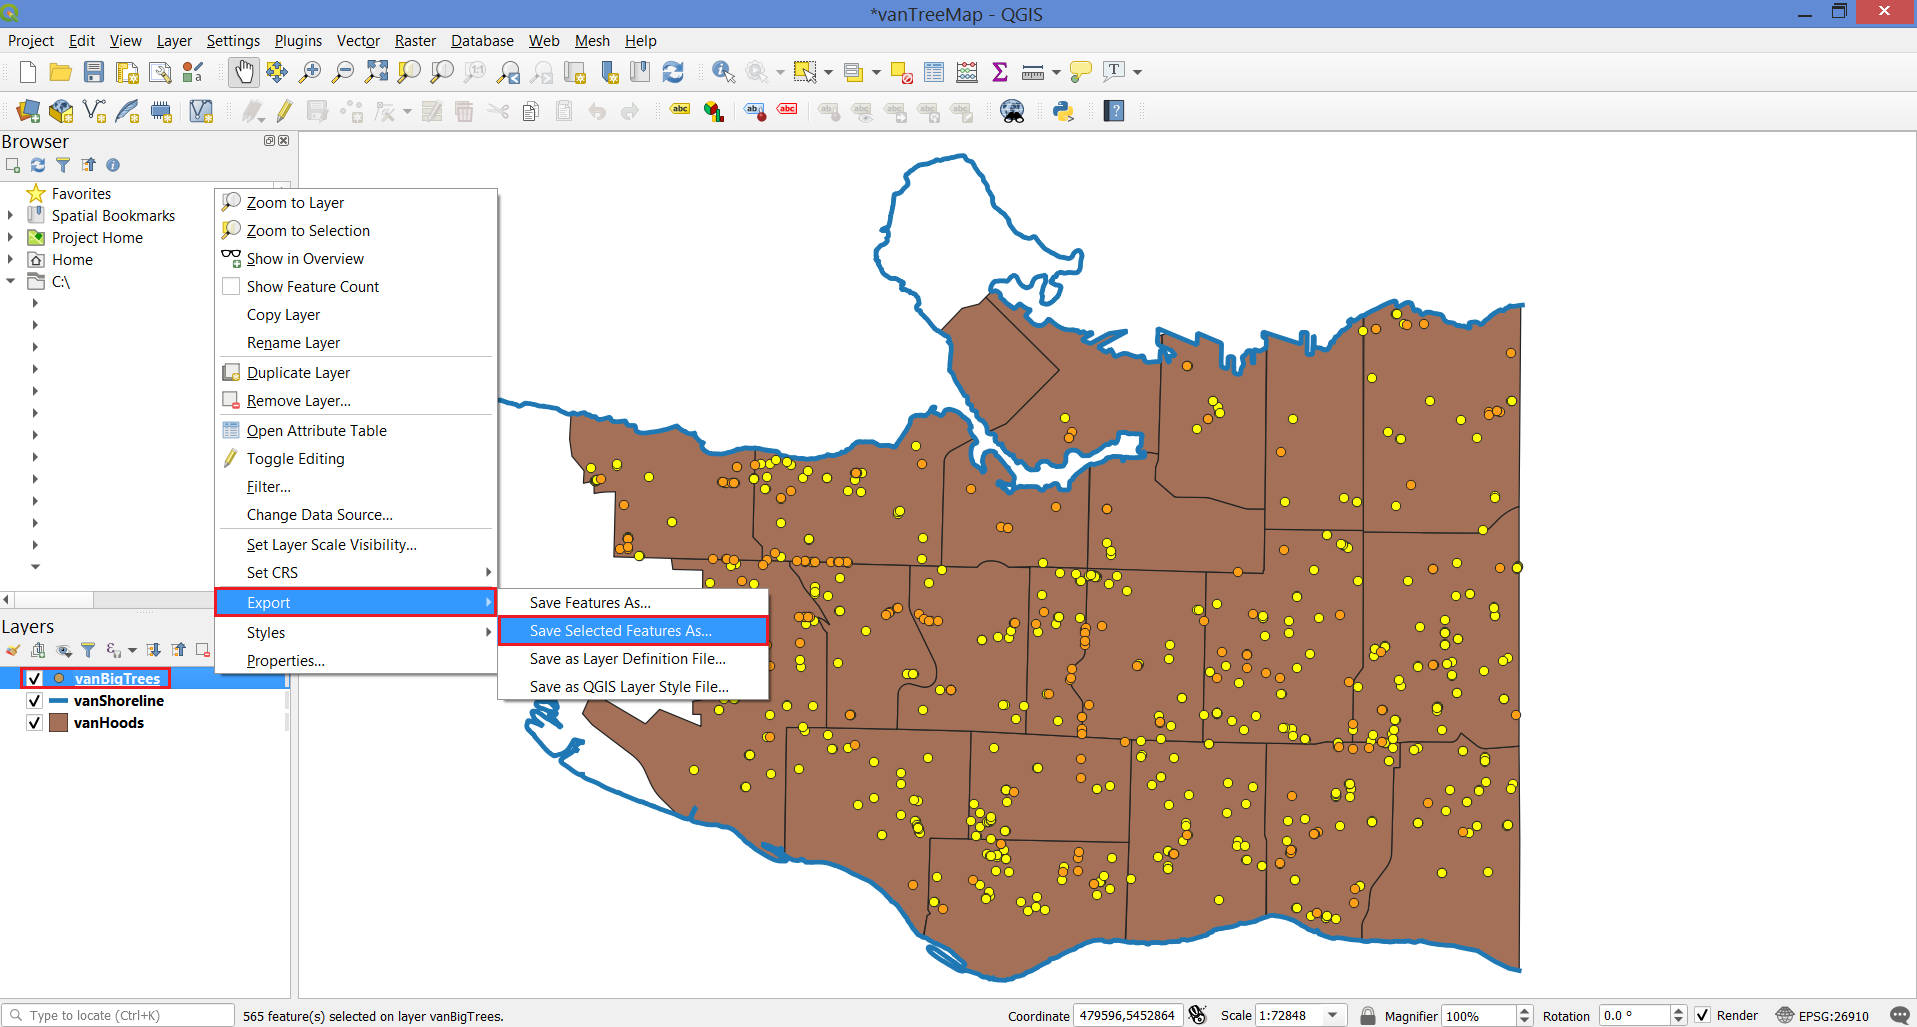 *vanTreeMap - QGIS
Project Edit View Layer Settings Plugins Vector Raster Database Web Mesh Help
Browser
Favorites
Spatial Bookmarks
Project Home
Home
C:\
Zoom to Layer
Zoom to Selection
Show in Overview
Show Feature Count
Copy Layer
Rename Layer
Duplicate Layer
Remove Layer...
Open Attribute Table
Toggle Editing
Filter...
Change Data Source...
Set Layer Scale Visibility...
Set CRS
Export
Styles
Properties...
Save Features As...
Save Selected Features As...
Save as Layer Definition File...
Save as QGIS Layer Style File...
Layers
vanBigTrees
vanShoreline
vanHoods
Type to locate (Ctrl+K) 565 feature(s) selected on layer vanBigTrees. Coordinate 479596,5452864 Scale 1:72848 Magnifier 100% Rotation 0.0 ° Render EPSG:26910